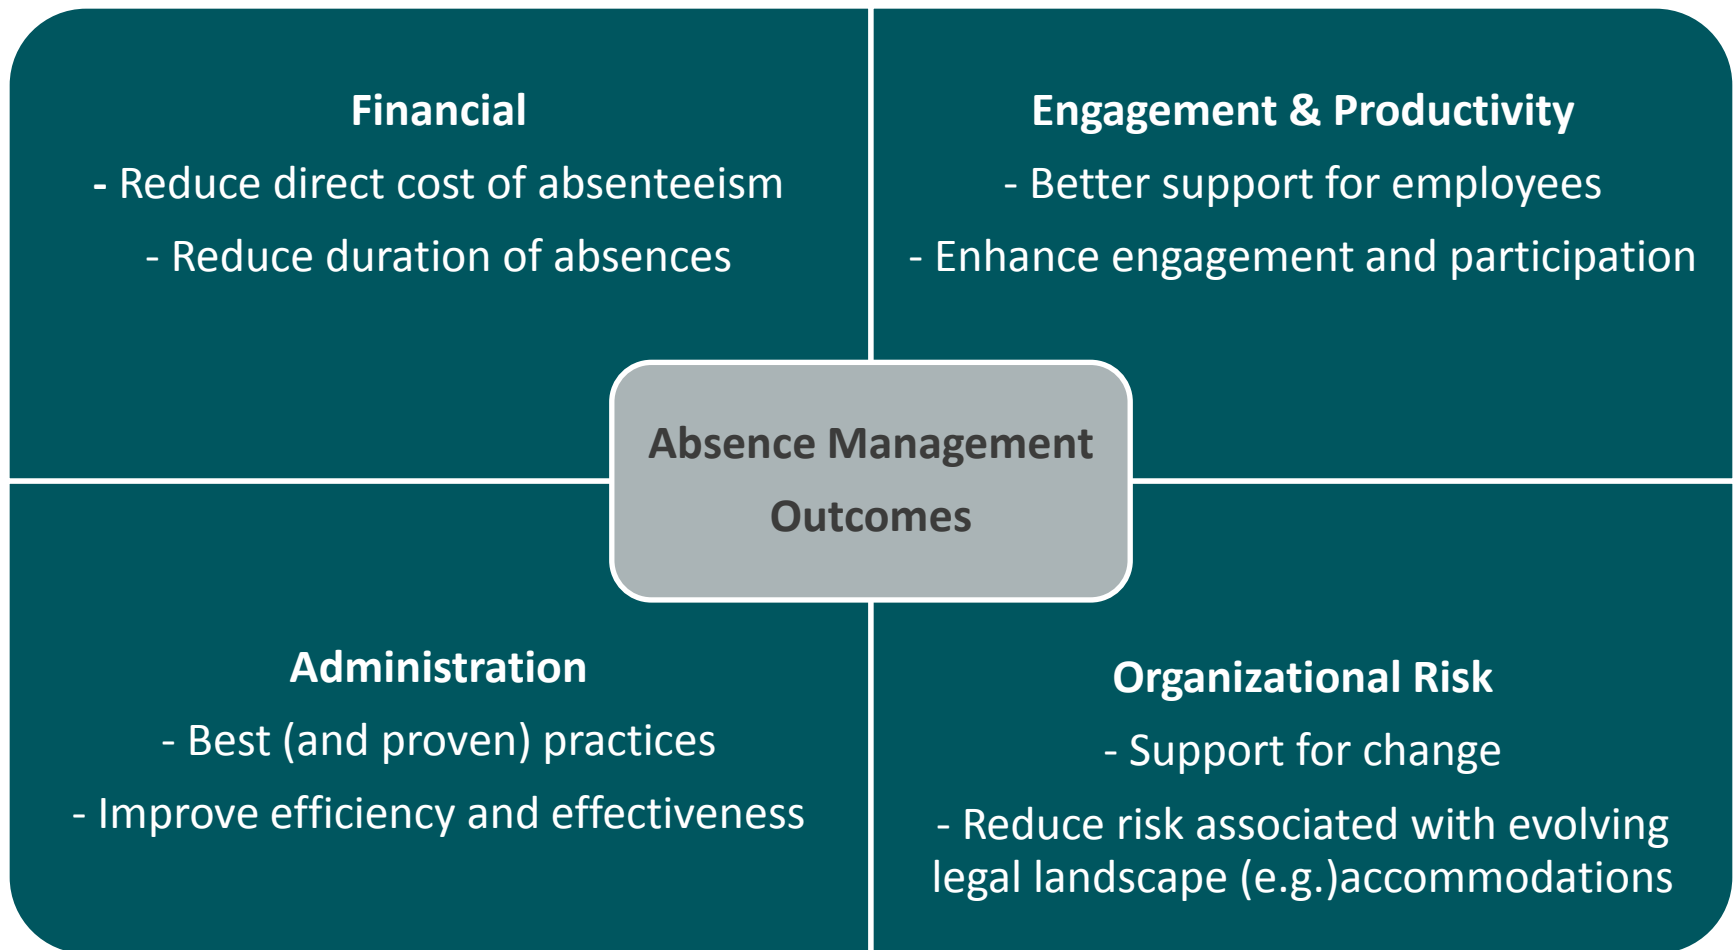 Financial
- Reduce direct cost of absenteeism
- Reduce duration of absences
Engagement & Productivity
- Better support for employees
- Enhance engagement and participation
Absence Management
Outcomes
Administration
- Best (and proven) practices
- Improve efficiency and effectiveness
Organizational Risk
- Support for change
- Reduce risk associated with evolving
legal landscape (e.g.)accommodations